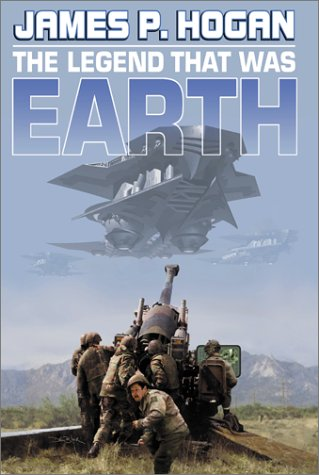 JAMES P. HOGAN
THE LEGEND THAT WAS
EARTH